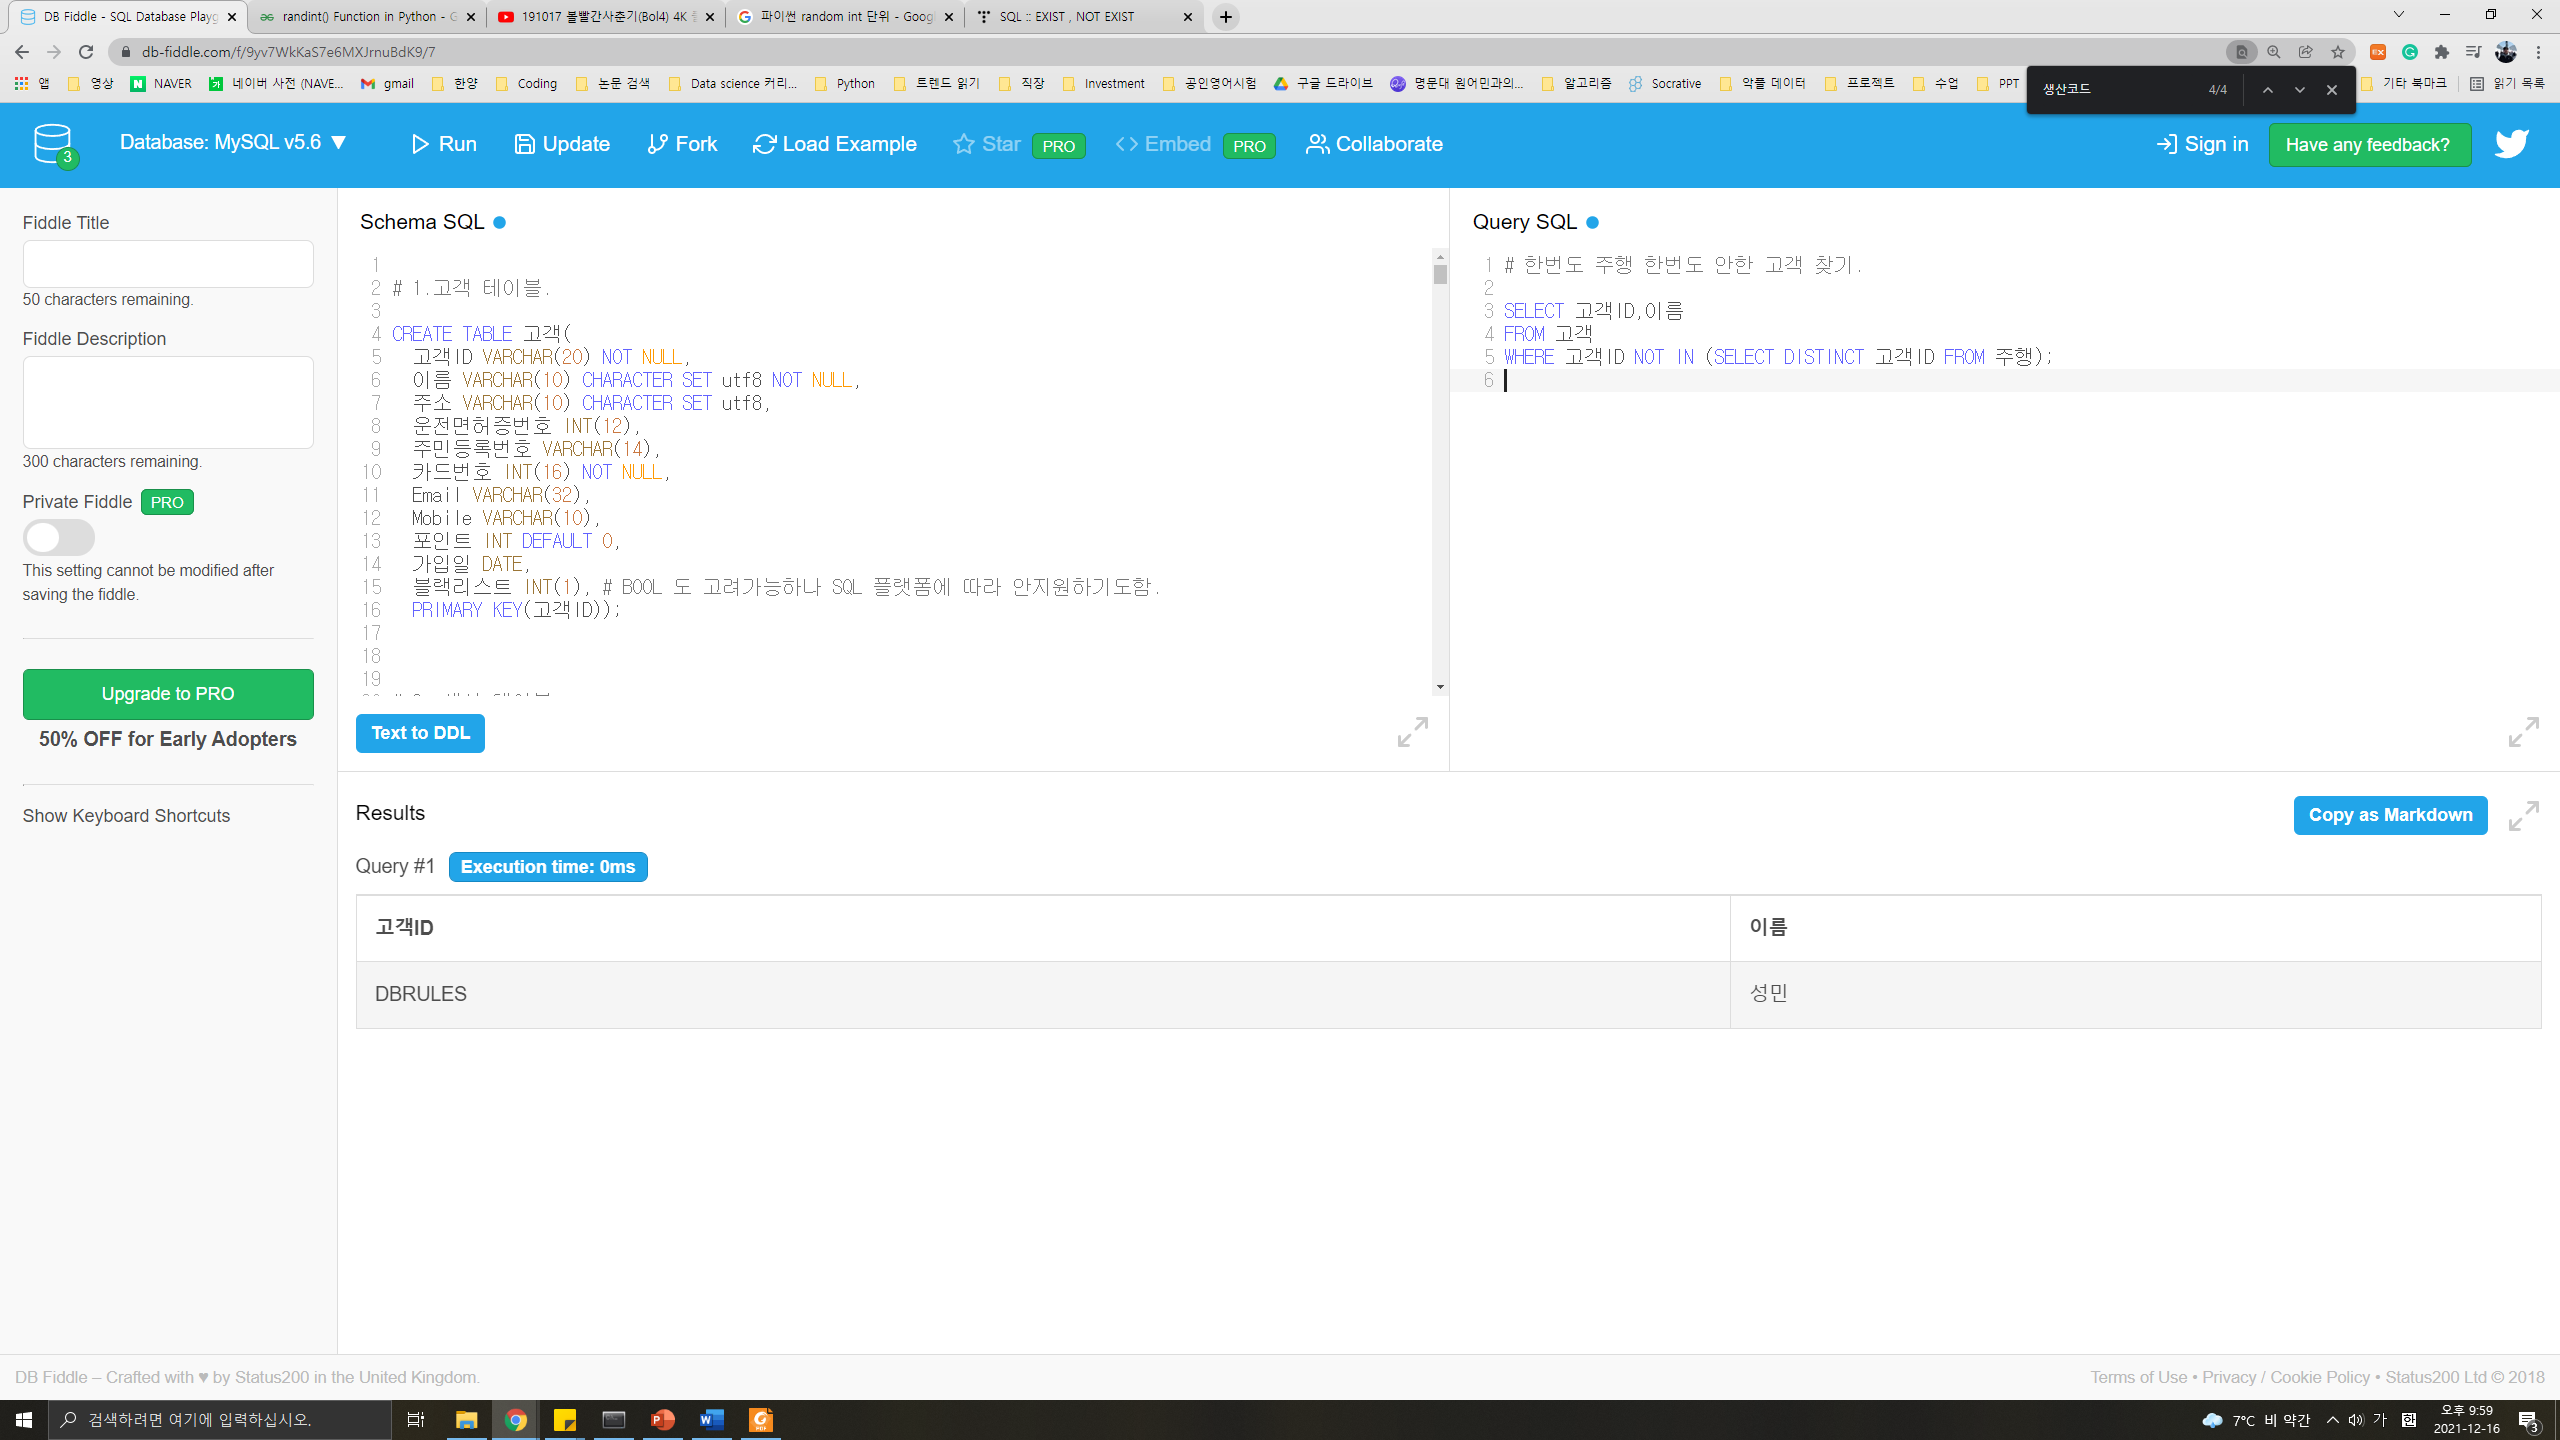 DB Fiddle - SQL Database Playg
randint() Function in Python - G
191017 볼빨간사춘기(Bol4) 4K
파이썬 random int 단위 - Goog
SQL :: EXIST , NOT EXIST
db-fiddle.com/f/9yv7WkKaS7e6MXJrnuBdK9/7
앱 영상 NAVER 네이버 사전 (NAVE... gmail 한양 Coding 논문 검색 Data science 커리... Python 트렌드 읽기 직장 Investment 공인영어시험 구글 드라이브 명문대 원어민과의... 알고리즘 Socrative 악플 데이터 프로젝트 수업 PPT 기타 북마크 읽기 목록
생산코드 4/4
3 Database: MySQL v5.6 ▼ Run Update Fork Load Example Star PRO Embed PRO Collaborate Sign in Have any feedback?
Fiddle Title
50 characters remaining.
Fiddle Description
300 characters remaining.
Private Fiddle PRO
This setting cannot be modified after
saving the fiddle.
Upgrade to PRO
50% OFF for Early Adopters
Show Keyboard Shortcuts
Schema SQL
1
2 # 1.고객 테이블.
3
4 CREATE TABLE 고객(
5 고객ID VARCHAR(20) NOT NULL,
6 이름 VARCHAR(10) CHARACTER SET utf8 NOT NULL,
7 주소 VARCHAR(10) CHARACTER SET utf8,
8 운전면허증번호 INT(12),
9 주민등록번호 VARCHAR(14),
10 카드번호 INT(16) NOT NULL,
11 Email VARCHAR(32),
12 Mobile VARCHAR(10),
13 포인트 INT DEFAULT 0,
14 가입일 DATE,
15 블랙리스트 INT(1), # BOOL 도 고려가능하나 SQL 플랫폼에 따라 안지원하기도함.
16 PRIMARY KEY(고객ID));
17
18
19
Text to DDL
Query SQL
1 # 한번도 주행 한번도 안한 고객 찾기.
2
3 SELECT 고객ID,이름
4 FROM 고객
5 WHERE 고객ID NOT IN (SELECT DISTINCT 고객ID FROM 주행);
6
Results
Copy as Markdown
Query #1 Execution time: 0ms
고객ID 이름
DBRULES 성민
DB Fiddle – Crafted with ♥ by Status200 in the United Kingdom.
Terms of Use • Privacy / Cookie Policy • Status200 Ltd © 2018
검색하려면 여기에 입력하십시오.
7°C 비 약간 가 한
오후 9:59
2021-12-16
3